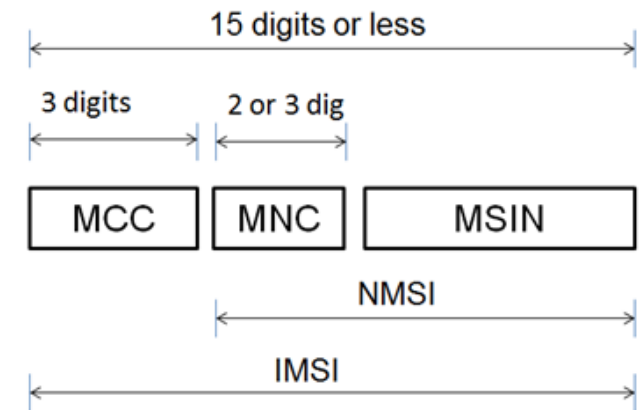 15 digits or less
3 digits
2 or 3 dig
MCC
MNC
MSIN
NMSI
IMSI